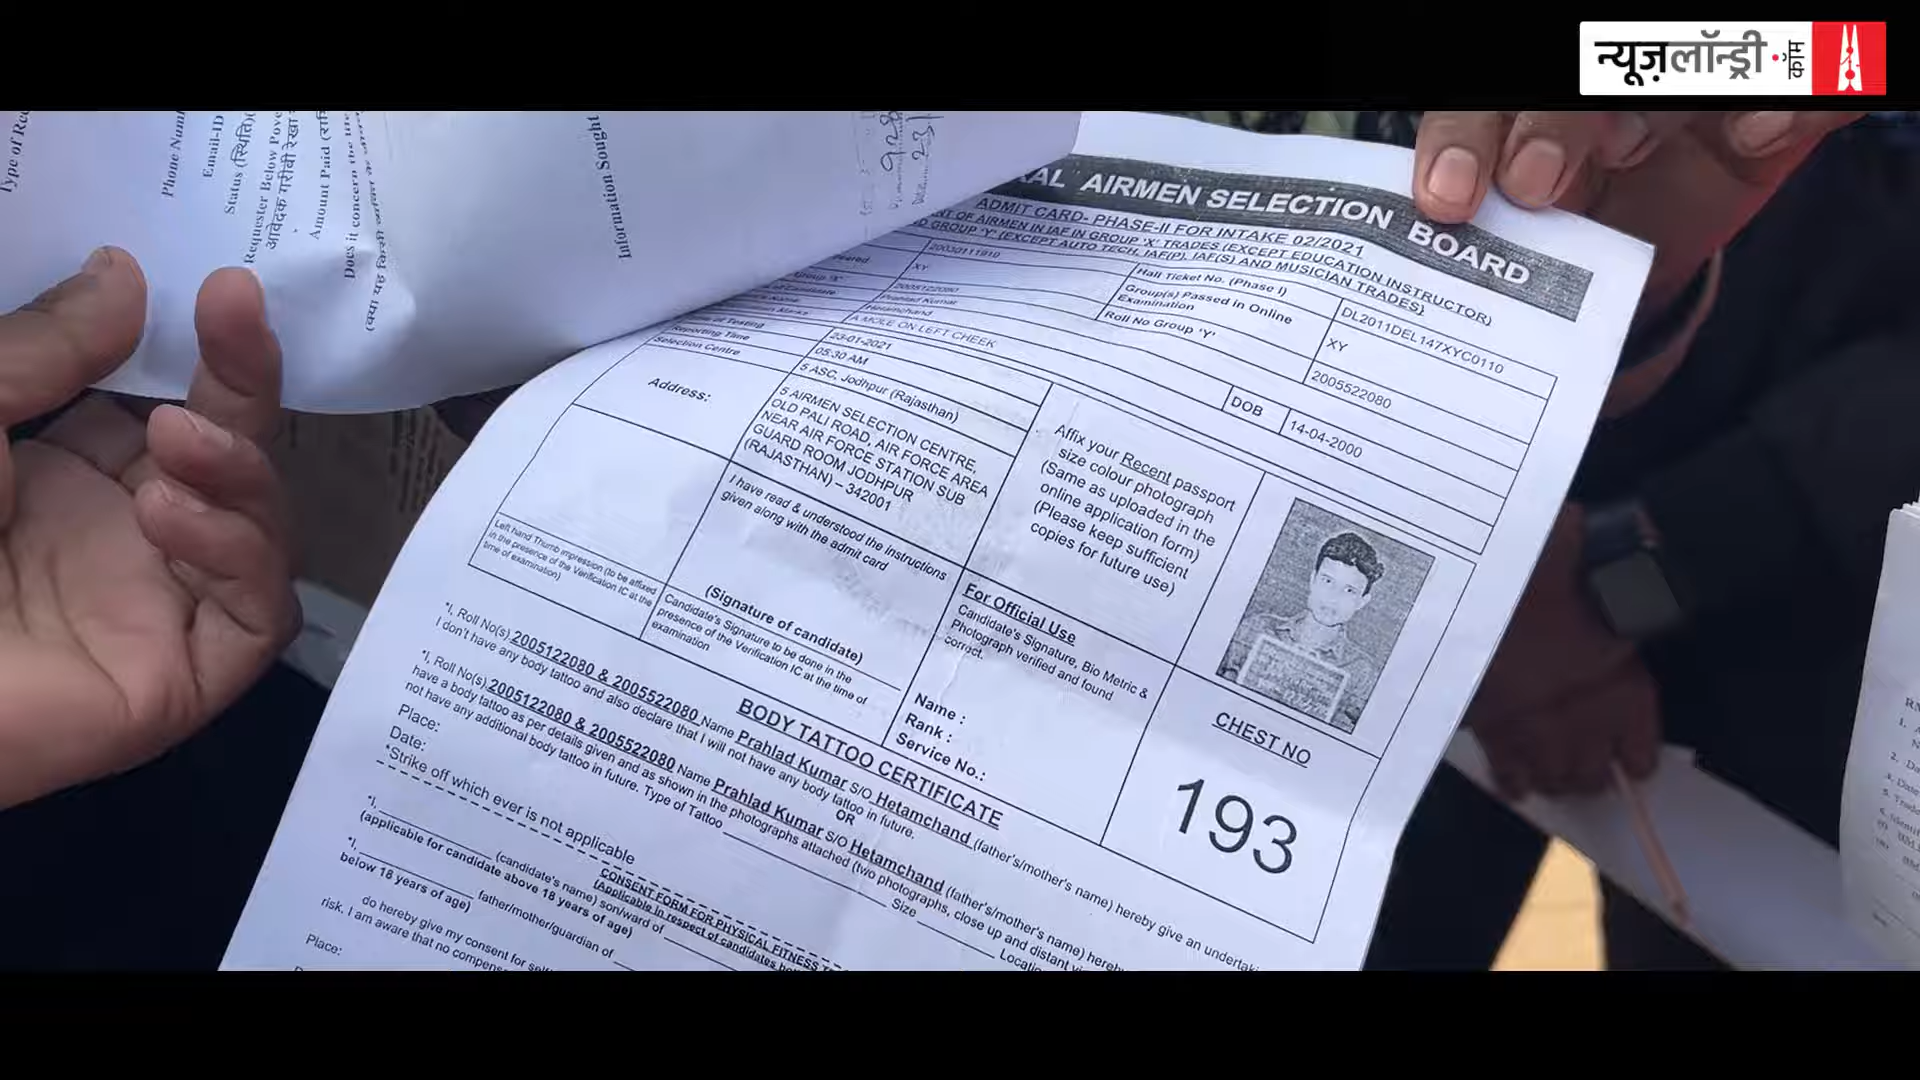 न्यूज़लॉन्ड्री.कॉम
Type of
Phone
Email-ID
Status (स्थिति)
Requester Below
आवेदक गरीबी रेखा
Amount Paid
Does it concern the
Information Sought
AIRMEN SELECTION BOARD
ADMIT CARD- PHASE-II FOR INTAKE 02/2021
OF AIRMEN IN IAF IN GROUP 'X' TRADES (EXCEPT EDUCATION INSTRUCTOR)
GROUP 'Y' (EXCEPT AUTO TECH, IAF(P), IAF(S) AND MUSICIAN TRADES)
Hall Ticket No. (Phase I)
DL2011DEL147XYC0110
XY
Group(s) Passed in Online Examination
XY
2005122080
Roll No Group 'Y'
2005522080
Prahlad Kumar
Hetamchand
A MOLE ON LEFT CHEEK
DOB
14-04-2000
Testing
23-01-2021
Reporting Time
05:30 AM
Selection Centre
5 ASC, Jodhpur (Rajasthan)
Address:
5 AIRMEN SELECTION CENTRE,
OLD PALI ROAD, AIR FORCE AREA
NEAR AIR FORCE STATION SUB
GUARD ROOM JODHPUR
(RAJASTHAN) – 342001
Affix your Recent passport
size colour photograph
(Same as uploaded in the
online application form)
(Please keep sufficient
copies for future use)
I have read & understood the instructions
given along with the admit card
(Signature of candidate)
Left hand Thumb impression (to be affixed
in the presence of the Verification IC at the
time of examination)
Candidate's Signature to be done in the
presence of the Verification IC at the time of
examination
For Official Use
Candidate's Signature, Bio Metric &
Photograph verified and found
correct.
Name :
Rank :
Service No.:
CHEST NO
193
BODY TATTOO CERTIFICATE
*I, Roll No(s) 2005122080 & 2005522080 Name Prahlad Kumar S/O Hetamchand (father's/mother's name) hereby give an
I don't have any body tattoo and also declare that I will not have any body tattoo in future.
OR
*I, Roll No(s) 2005122080 & 2005522080 Name Prahlad Kumar S/O Hetamchand (father's/mother's name)
have a body tattoo as per details given and as shown in the photographs attached (two photographs, close up and distant
not have any additional body tattoo in future. Type of Tattoo Size
Place:
Date:
*Strike off which ever is not applicable
CONSENT FORM FOR PHYSICAL FITNESS
(Applicable in respect of candidates
*I, (candidate's name) son/ward of
(applicable for candidate above 18 years of age)
*I, father/mother/guardian of
below 18 years of age)
do hereby give my consent for
risk. I am aware that no
Place: